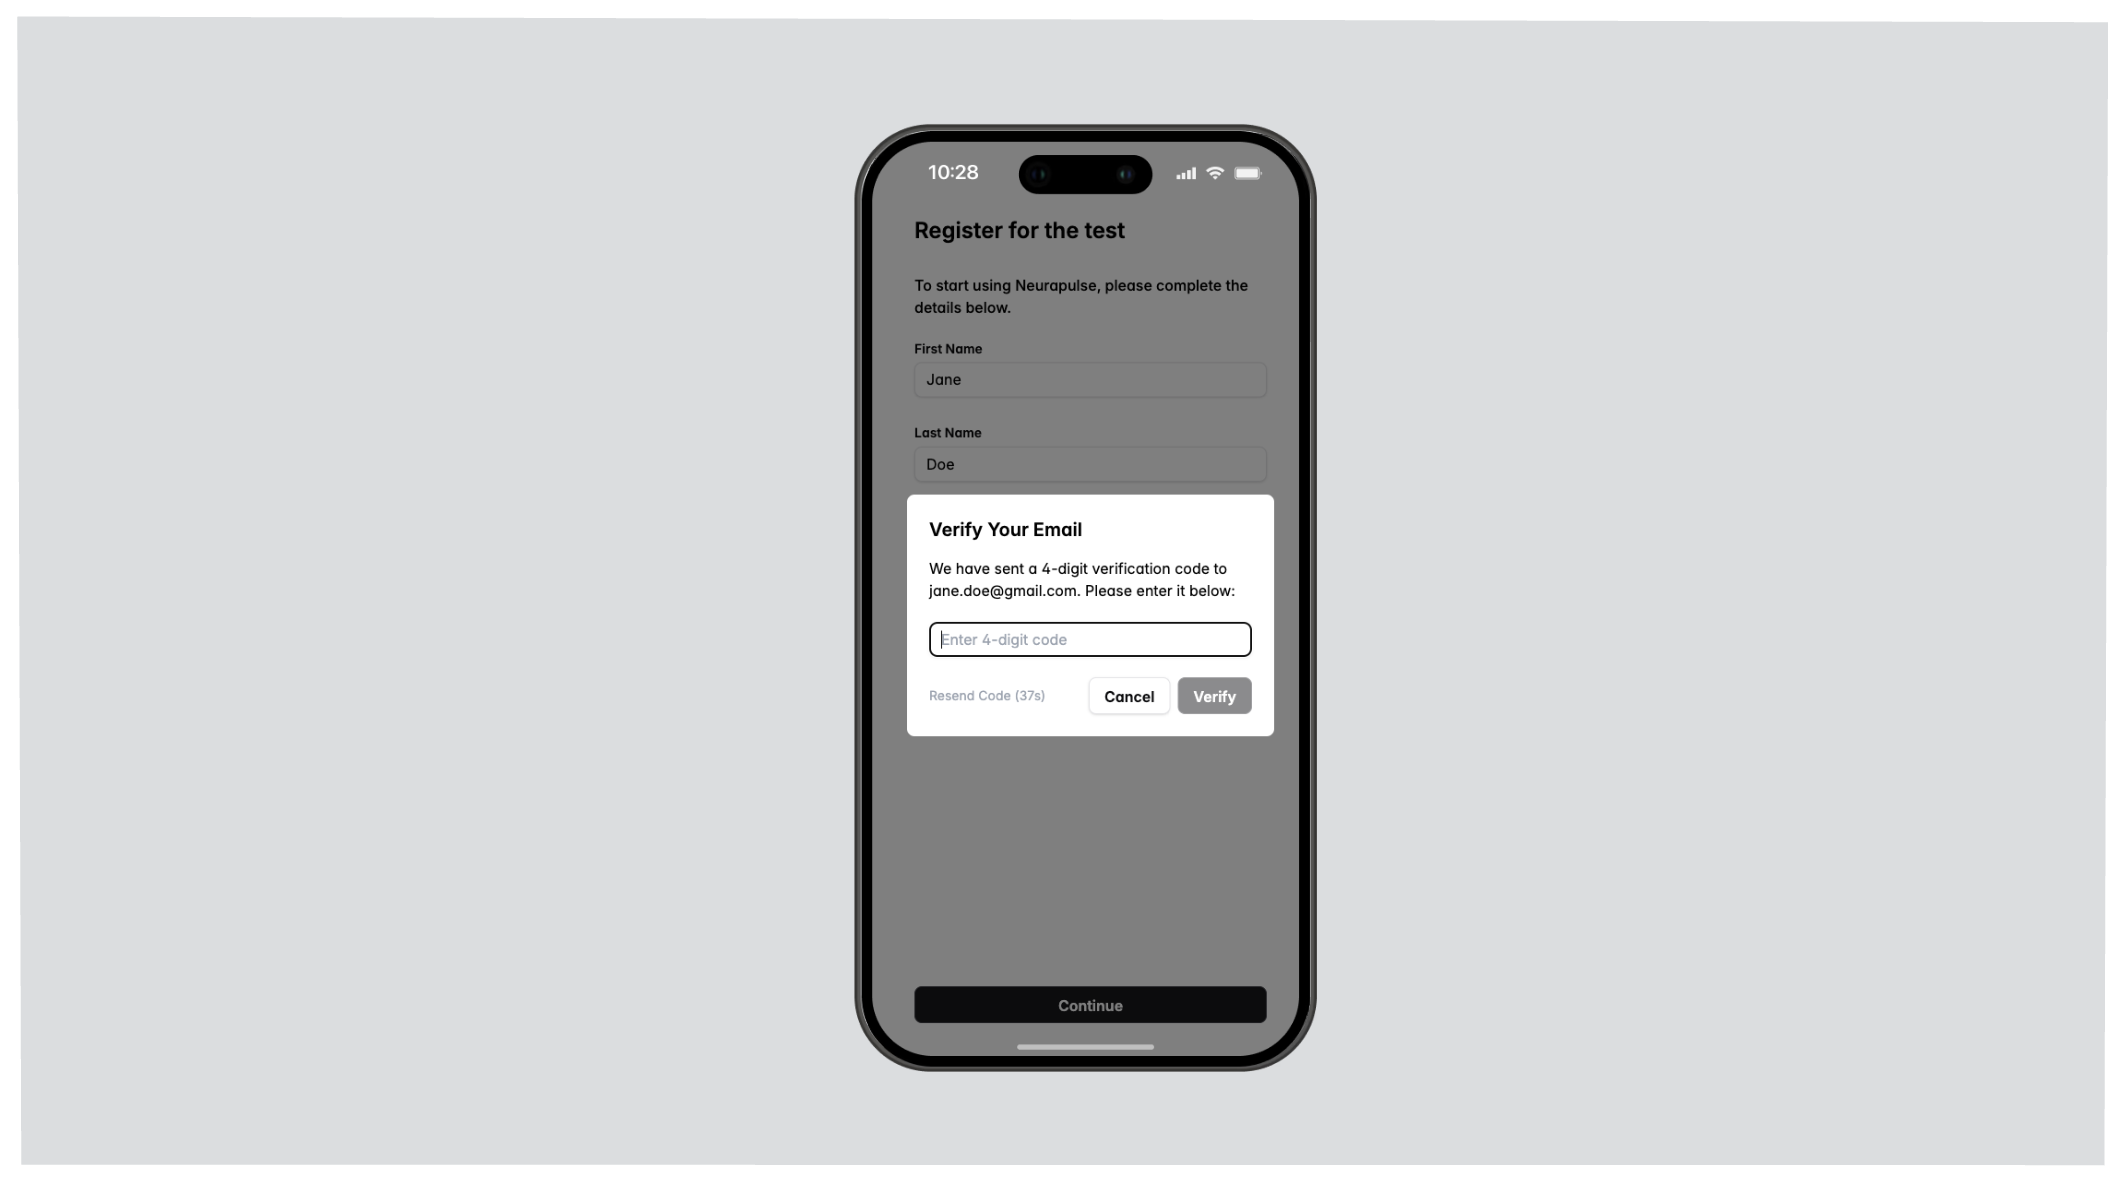 10:28
Register for the test
To start using Neurapulse, please complete the
details below.
First Name
Jane
Last Name
Doe
Verify Your Email
We have sent a 4-digit verification code to
jane.doe@gmail.com. Please enter it below:
Enter 4-digit code
Resend Code (37s)
Cancel
Verify
Continue